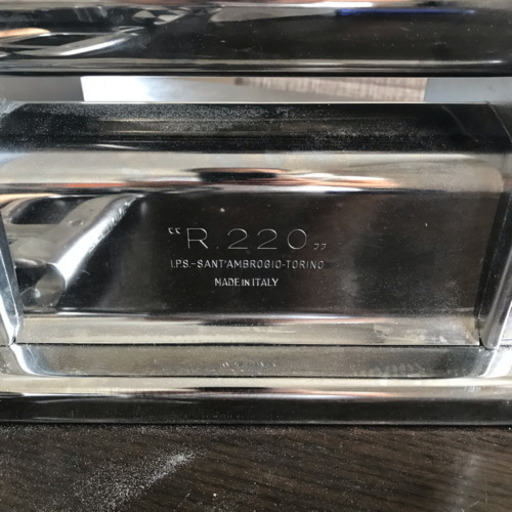 “R.220„
I.P.S.-SANT'AMBROGIO-TORINO
MADE IN ITALY